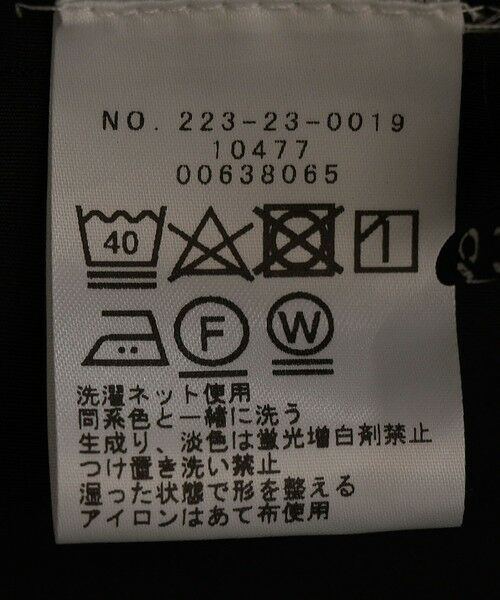 NO. 223-23-0019
10477
00638065
40
F
W
洗濯ネット使用
同系色と一緒に洗う
生成り、淡色は蛍光増白剤禁止
つけ置き洗い禁止
湿った状態で形を整える
アイロンはあて布使用